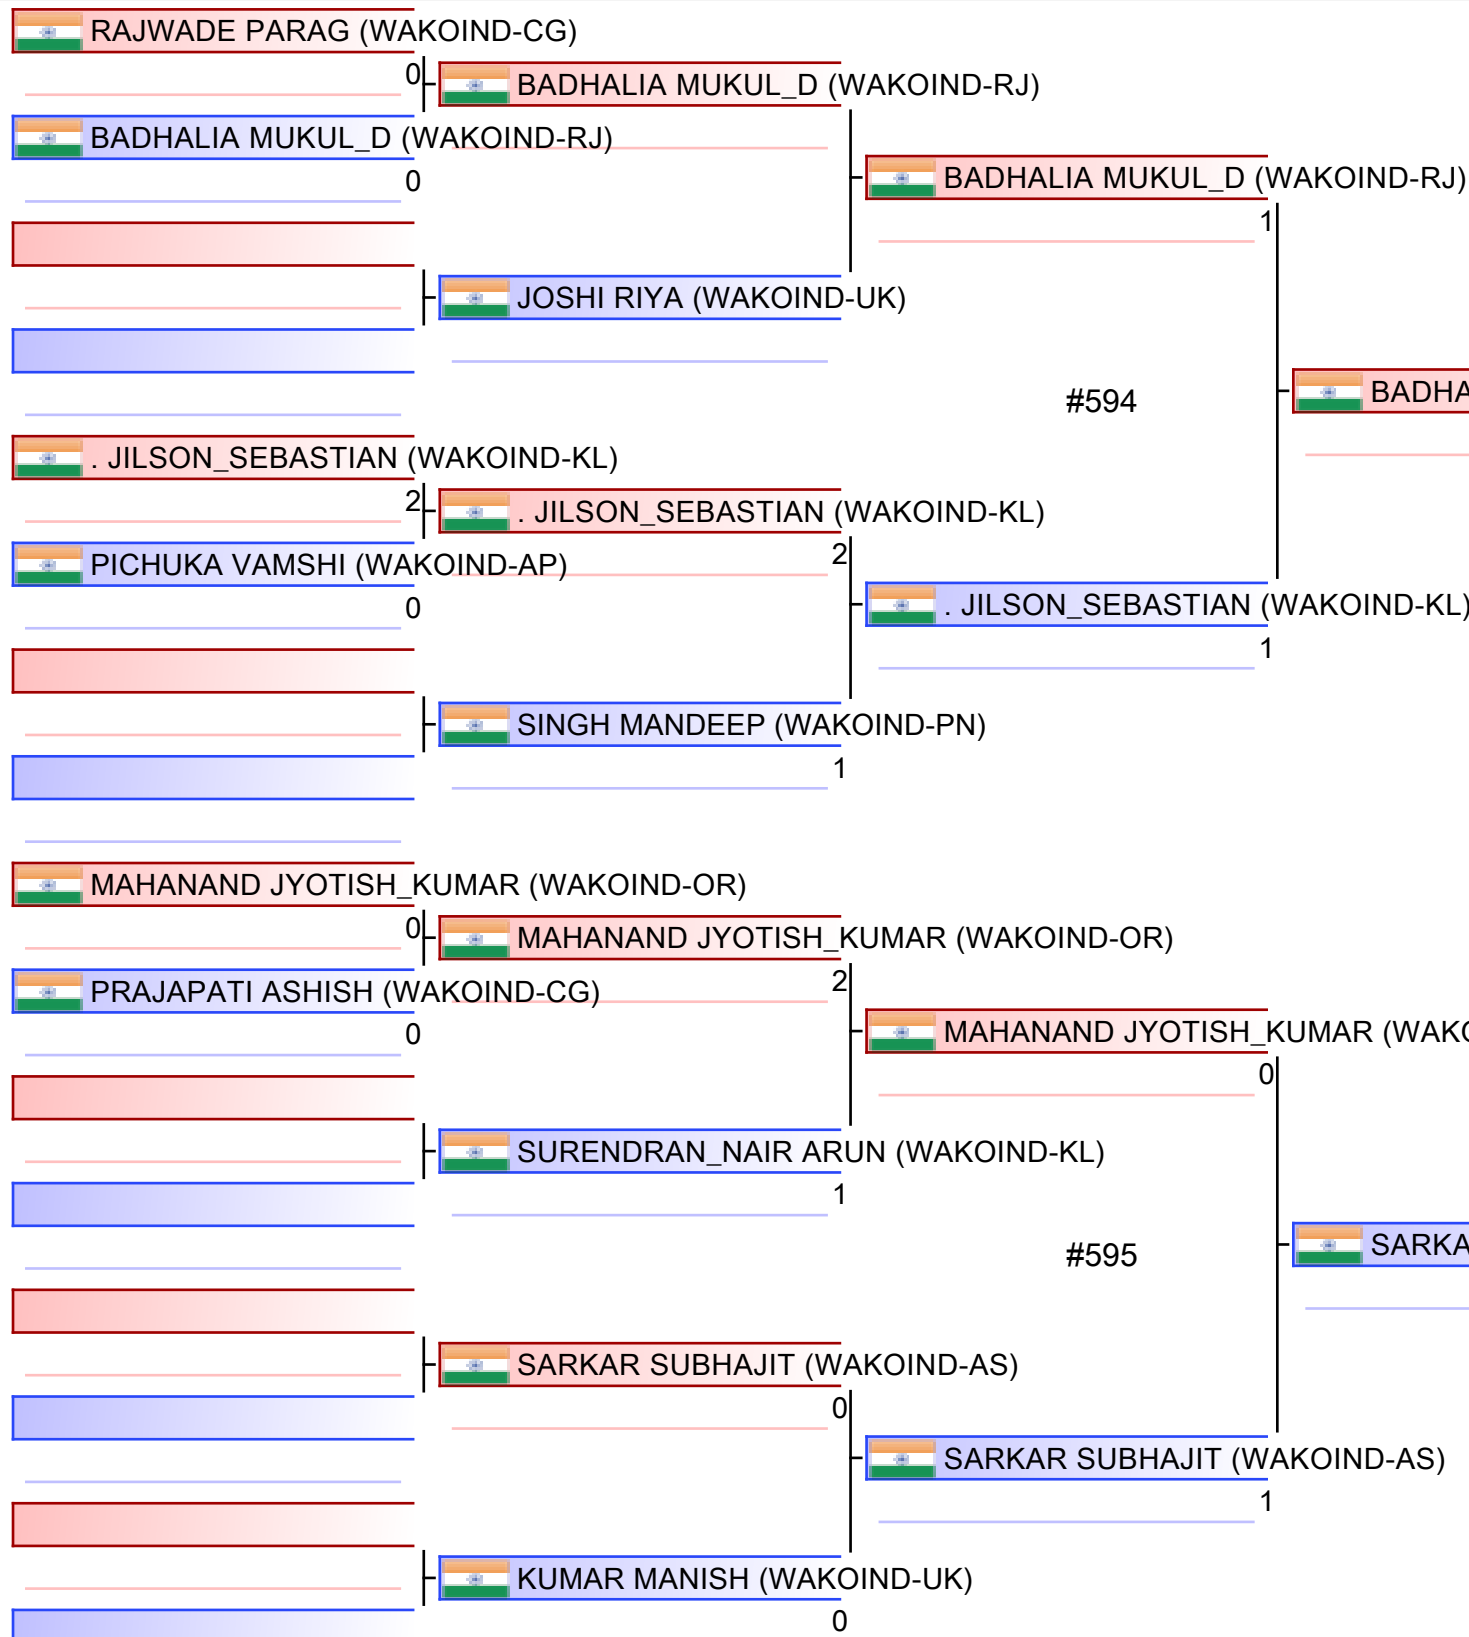 RAJWADE PARAG (WAKOIND-CG)
0
BADHALIA MUKUL_D (WAKOIND-RJ)
BADHALIA MUKUL_D (WAKOIND-RJ)
0
BADHALIA MUKUL_D (WAKOIND-RJ)
1
JOSHI RIYA (WAKOIND-UK)
#594
BADHA
. JILSON_SEBASTIAN (WAKOIND-KL)
2
. JILSON_SEBASTIAN (WAKOIND-KL)
2
PICHUKA VAMSHI (WAKOIND-AP)
0
. JILSON_SEBASTIAN (WAKOIND-KL)
1
SINGH MANDEEP (WAKOIND-PN)
1
MAHANAND JYOTISH_KUMAR (WAKOIND-OR)
0
MAHANAND JYOTISH_KUMAR (WAKOIND-OR)
2
PRAJAPATI ASHISH (WAKOIND-CG)
0
MAHANAND JYOTISH_KUMAR (WAKO
0
SURENDRAN_NAIR ARUN (WAKOIND-KL)
1
#595
SARKA
SARKAR SUBHAJIT (WAKOIND-AS)
0
SARKAR SUBHAJIT (WAKOIND-AS)
1
KUMAR MANISH (WAKOIND-UK)
0